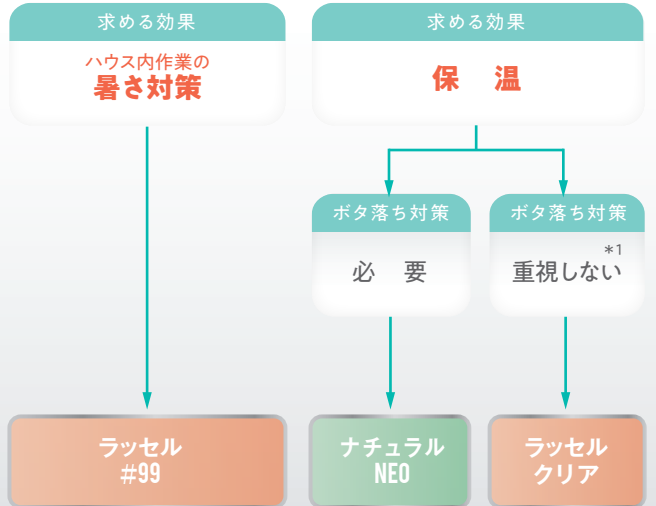 求める効果
ハウス内作業の
暑さ対策
求める効果
保 温
ボタ落ち対策
必 要
ボタ落ち対策
*1
重視しない
ラッセル
#99
ナチュラル
NEO
ラッセル
クリア